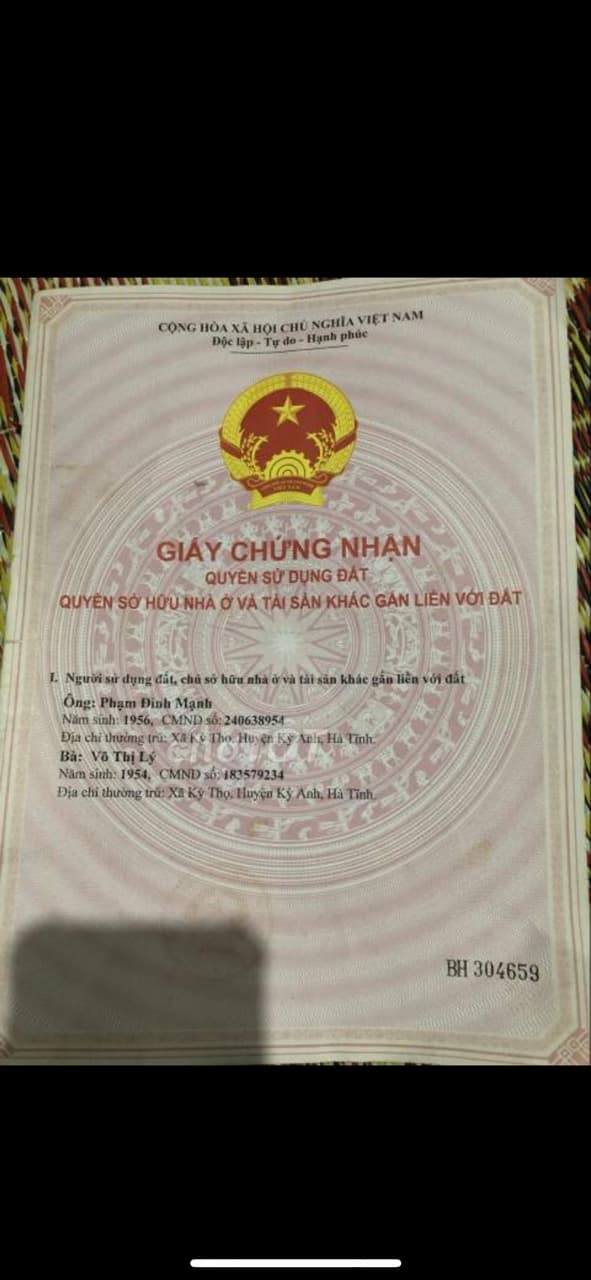 CỘNG HÒA XÃ HỘI CHỦ NGHĨA VIỆT NAM
Độc lập - Tự do - Hạnh phúc
GIẤY CHỨNG NHẬN
QUYỀN SỬ DỤNG ĐẤT
QUYỀN SỞ HỮU NHÀ Ở VÀ TÀI SẢN KHÁC GẮN LIỀN VỚI ĐẤT
I. Người sử dụng đất, chủ sở hữu nhà ở và tài sản khác gắn liền với đất
Ông: Phạm Đình Mạnh
Năm sinh: 1956, CMND số: 240638954
Địa chỉ thường trú: Xã Kỳ Thọ, Huyện Kỳ Anh, Hà Tĩnh.
Bà: Võ Thị Lý
Năm sinh: 1954, CMND số: 183579234
Địa chỉ thường trú: Xã Kỳ Thọ, Huyện Kỳ Anh, Hà Tĩnh.
BH 304659